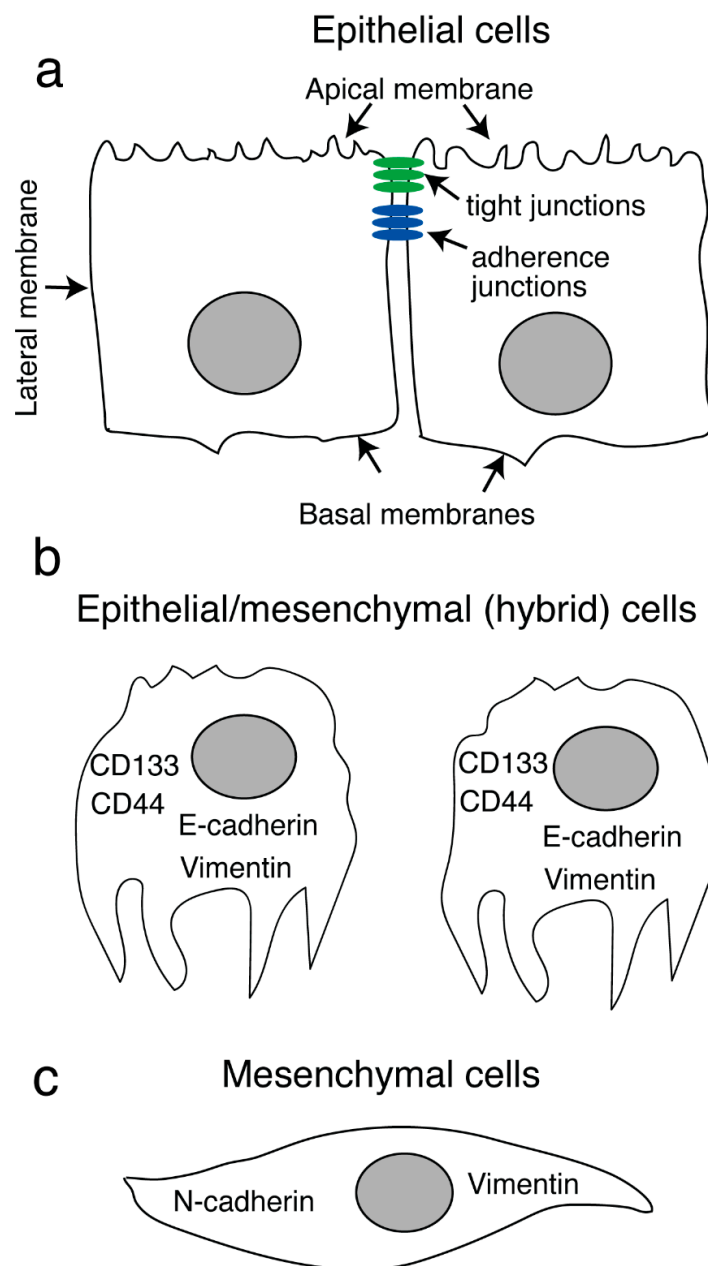 Epithelial cells
a
Apical membrane
tight junctions
adherence
junctions
Lateral membrane
Basal membranes
b
Epithelial/mesenchymal (hybrid) cells
CD133
CD44
E-cadherin
Vimentin
CD133
CD44
E-cadherin
Vimentin
c
Mesenchymal cells
N-cadherin
Vimentin